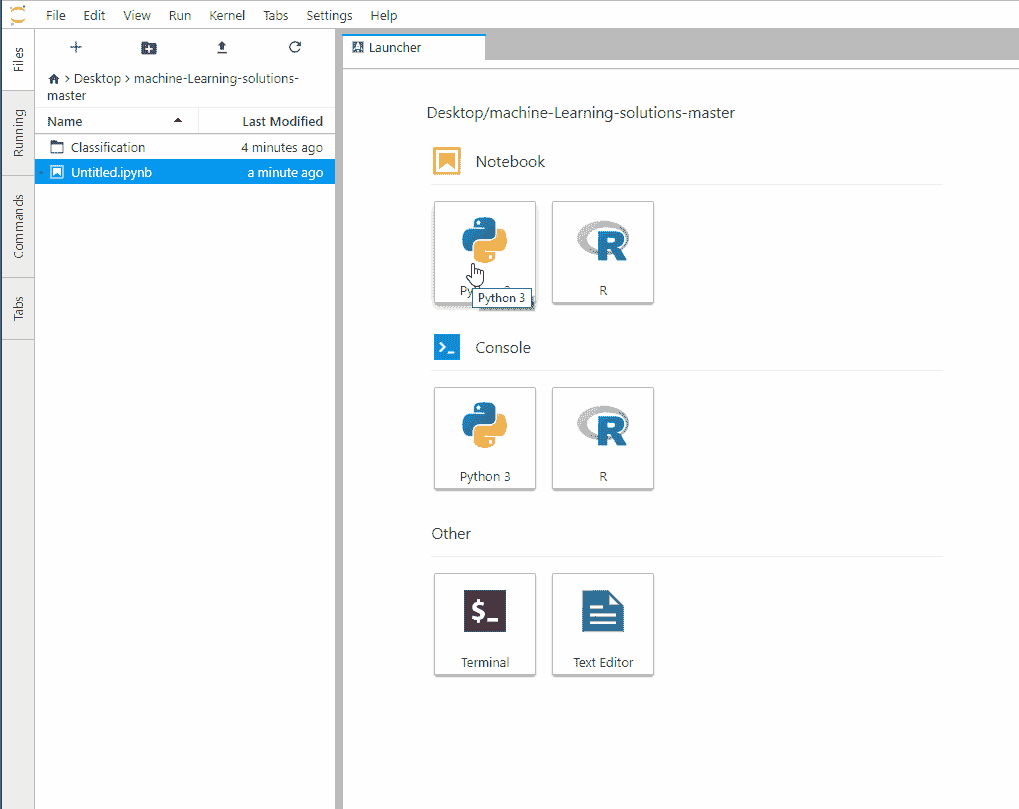 File Edit View Run Kernel Tabs Settings Help
Files
Running
Commands
Tabs
> Desktop > machine-Learning-solutions-
master
Name Last Modified
Classification 4 minutes ago
Untitled.ipynb a minute ago
Launcher
Desktop/machine-Learning-solutions-master
Notebook
R
Python 3
Console
Python 3 R
Other
$_
Terminal Text Editor